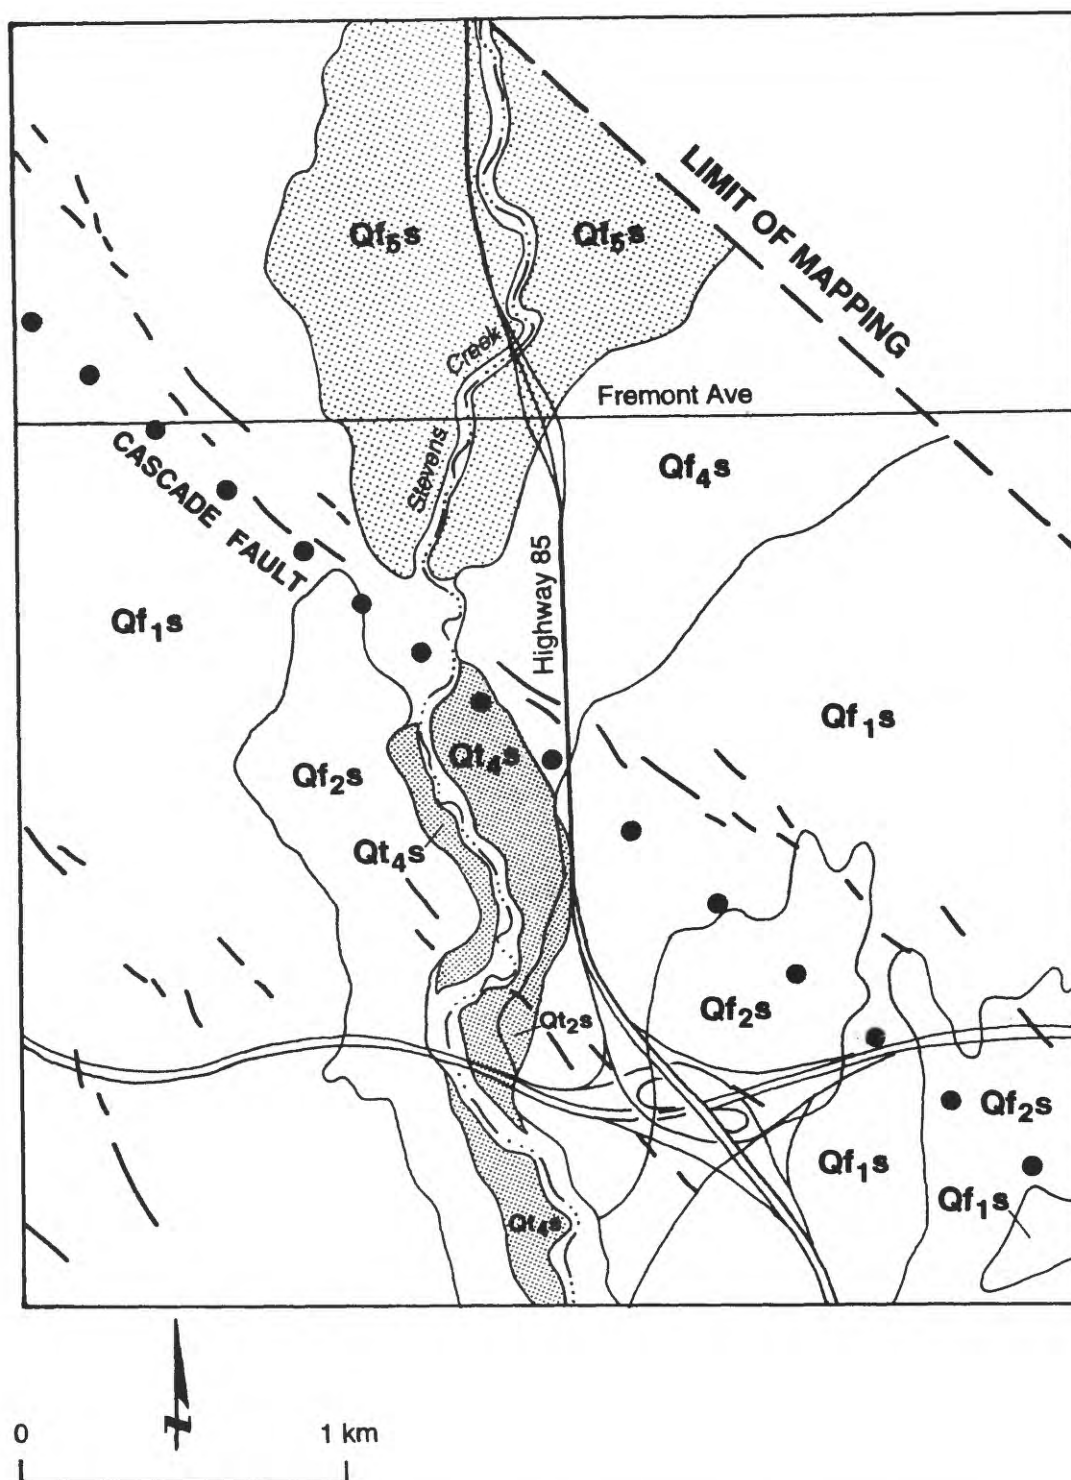 Qf5s
Qf5s
LIMIT OF MAPPING
Creek
Fremont Ave
Stevens
CASCADE FAULT
Qf4s
Highway 85
Qf1s
Qf1s
Qt4s
Qf2s
Qt4s
Qf2s
Qt2s
Qf2s
Qf1s
Qf1s
Qt4s
N
0
1 km